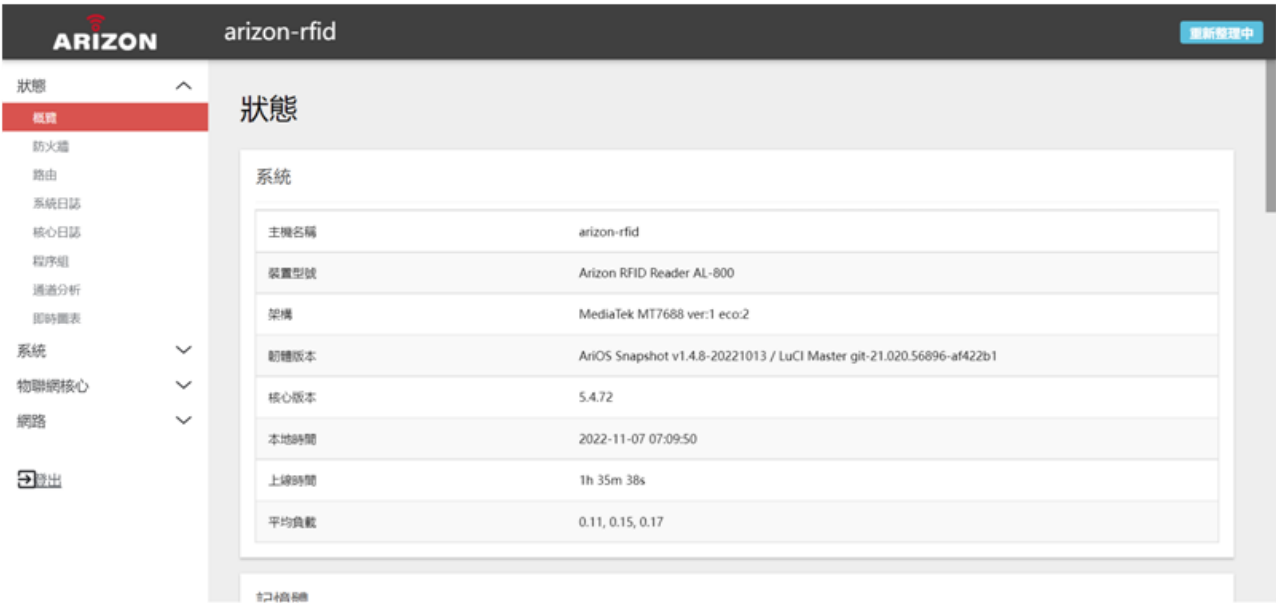 ARIZON
arizon-rfid
重新整理中
狀態
概覽
防火牆
路由
系統日誌
核心日誌
程序組
通道分析
即時圖表
系統
物聯網核心
網路
登出
狀態
系統
主機名稱 arizon-rfid
裝置型號 Arizon RFID Reader AL-800
架構 MediaTek MT7688 ver:1 eco:2
韌體版本 AriOS Snapshot v1.4.8-20221013 / LuCI Master git-21.020.56896-af422b1
核心版本 5.4.72
本地時間 2022-11-07 07:09:50
上線時間 1h 35m 38s
平均負載 0.11, 0.15, 0.17
記憶體